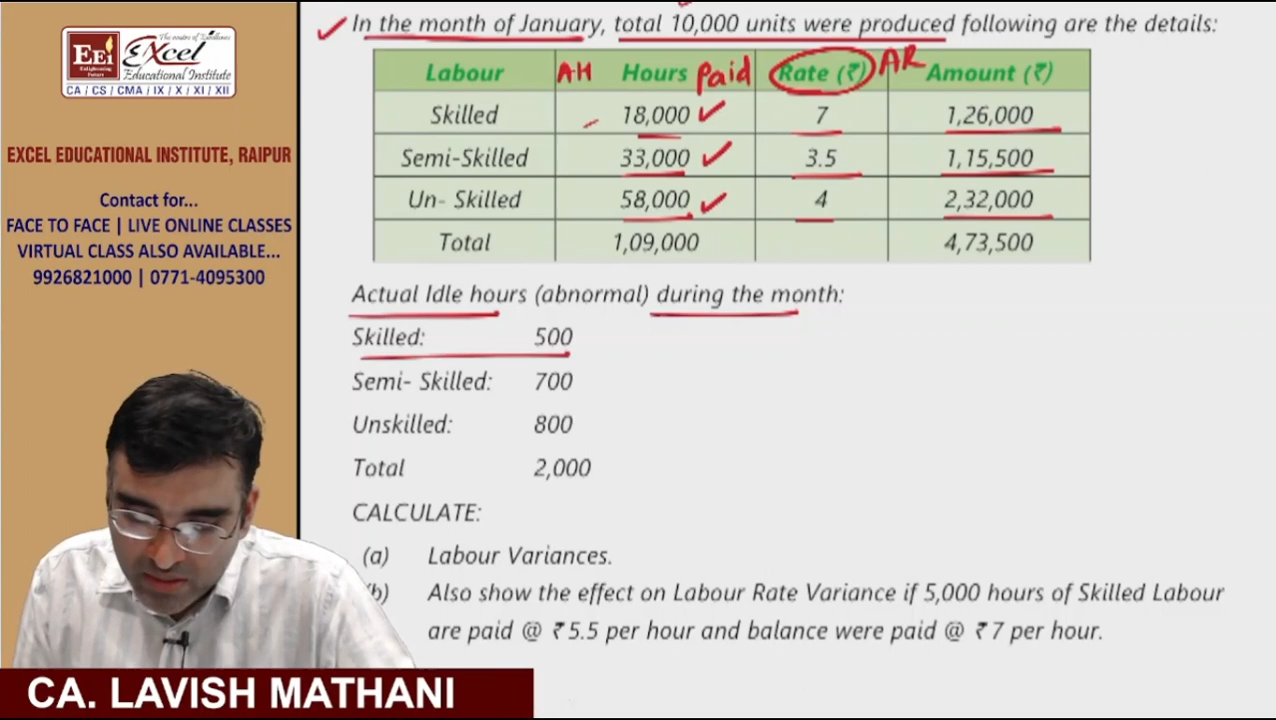 In the month of January, total 10,000 units were produced following are the details:
EEi
Enlightening Future
The centre of Excellence
Excel
Educational Institute
CA / CS / CMA / IX / X / XI / XII
Labour AH Hours Paid Rate (₹) AR Amount (₹)
Skilled 18,000 7 1,26,000
Semi-Skilled 33,000 3.5 1,15,500
Un- Skilled 58,000 4 2,32,000
Total 1,09,000 4,73,500
EXCEL EDUCATIONAL INSTITUTE, RAIPUR
Contact for...
FACE TO FACE | LIVE ONLINE CLASSES
VIRTUAL CLASS ALSO AVAILABLE...
9926821000 | 0771-4095300
Actual Idle hours (abnormal) during the month:
Skilled: 500
Semi- Skilled: 700
Unskilled: 800
Total 2,000
CALCULATE:
(a) Labour Variances.
b) Also show the effect on Labour Rate Variance if 5,000 hours of Skilled Labour
are paid @ ₹ 5.5 per hour and balance were paid @ ₹ 7 per hour.
CA. LAVISH MATHANI